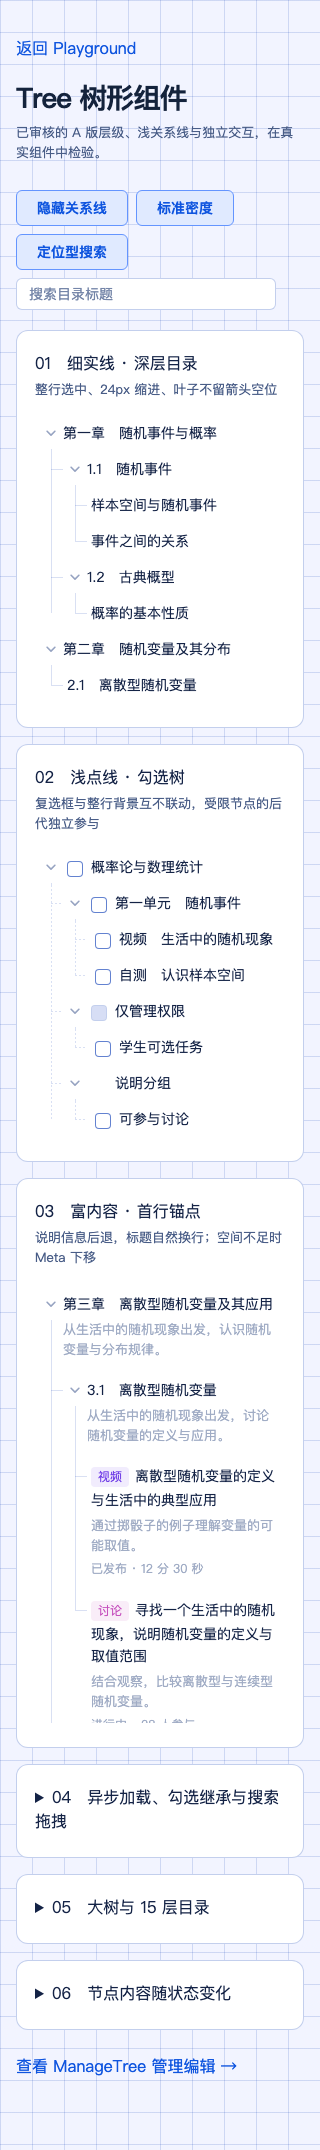 返回 Playground
Tree 树形组件
已审核的 A 版层级、浅关系线与独立交互，在真
实组件中检验。
隐藏关系线
标准密度
定位型搜索
搜索目录标题
01 细实线 · 深层目录
整行选中、24px 缩进、叶子不留箭头空位
第一章 随机事件与概率
1.1 随机事件
样本空间与随机事件
事件之间的关系
1.2 古典概型
概率的基本性质
第二章 随机变量及其分布
2.1 离散型随机变量
02 浅点线 · 勾选树
复选框与整行背景互不联动，受限节点的后
代独立参与
概率论与数理统计
第一单元 随机事件
视频 生活中的随机现象
自测 认识样本空间
仅管理权限
学生可选任务
说明分组
可参与讨论
03 富内容 · 首行锚点
说明信息后退，标题自然换行；空间不足时
Meta 下移
第三章 离散型随机变量及其应用
从生活中的随机现象出发，认识随机
变量与分布规律。
3.1 离散型随机变量
从生活中的随机现象出发，讨论
随机变量的定义与应用。
视频 离散型随机变量的定义
与生活中的典型应用
通过掷骰子的例子理解变量的可
能取值。
已发布 · 12 分 30 秒
讨论 寻找一个生活中的随机
现象，说明随机变量的定义与
取值范围
结合观察，比较离散型与连续型
随机变量。
04 异步加载、勾选继承与搜索
拖拽
05 大树与 15 层目录
06 节点内容随状态变化
查看 ManageTree 管理编辑 →